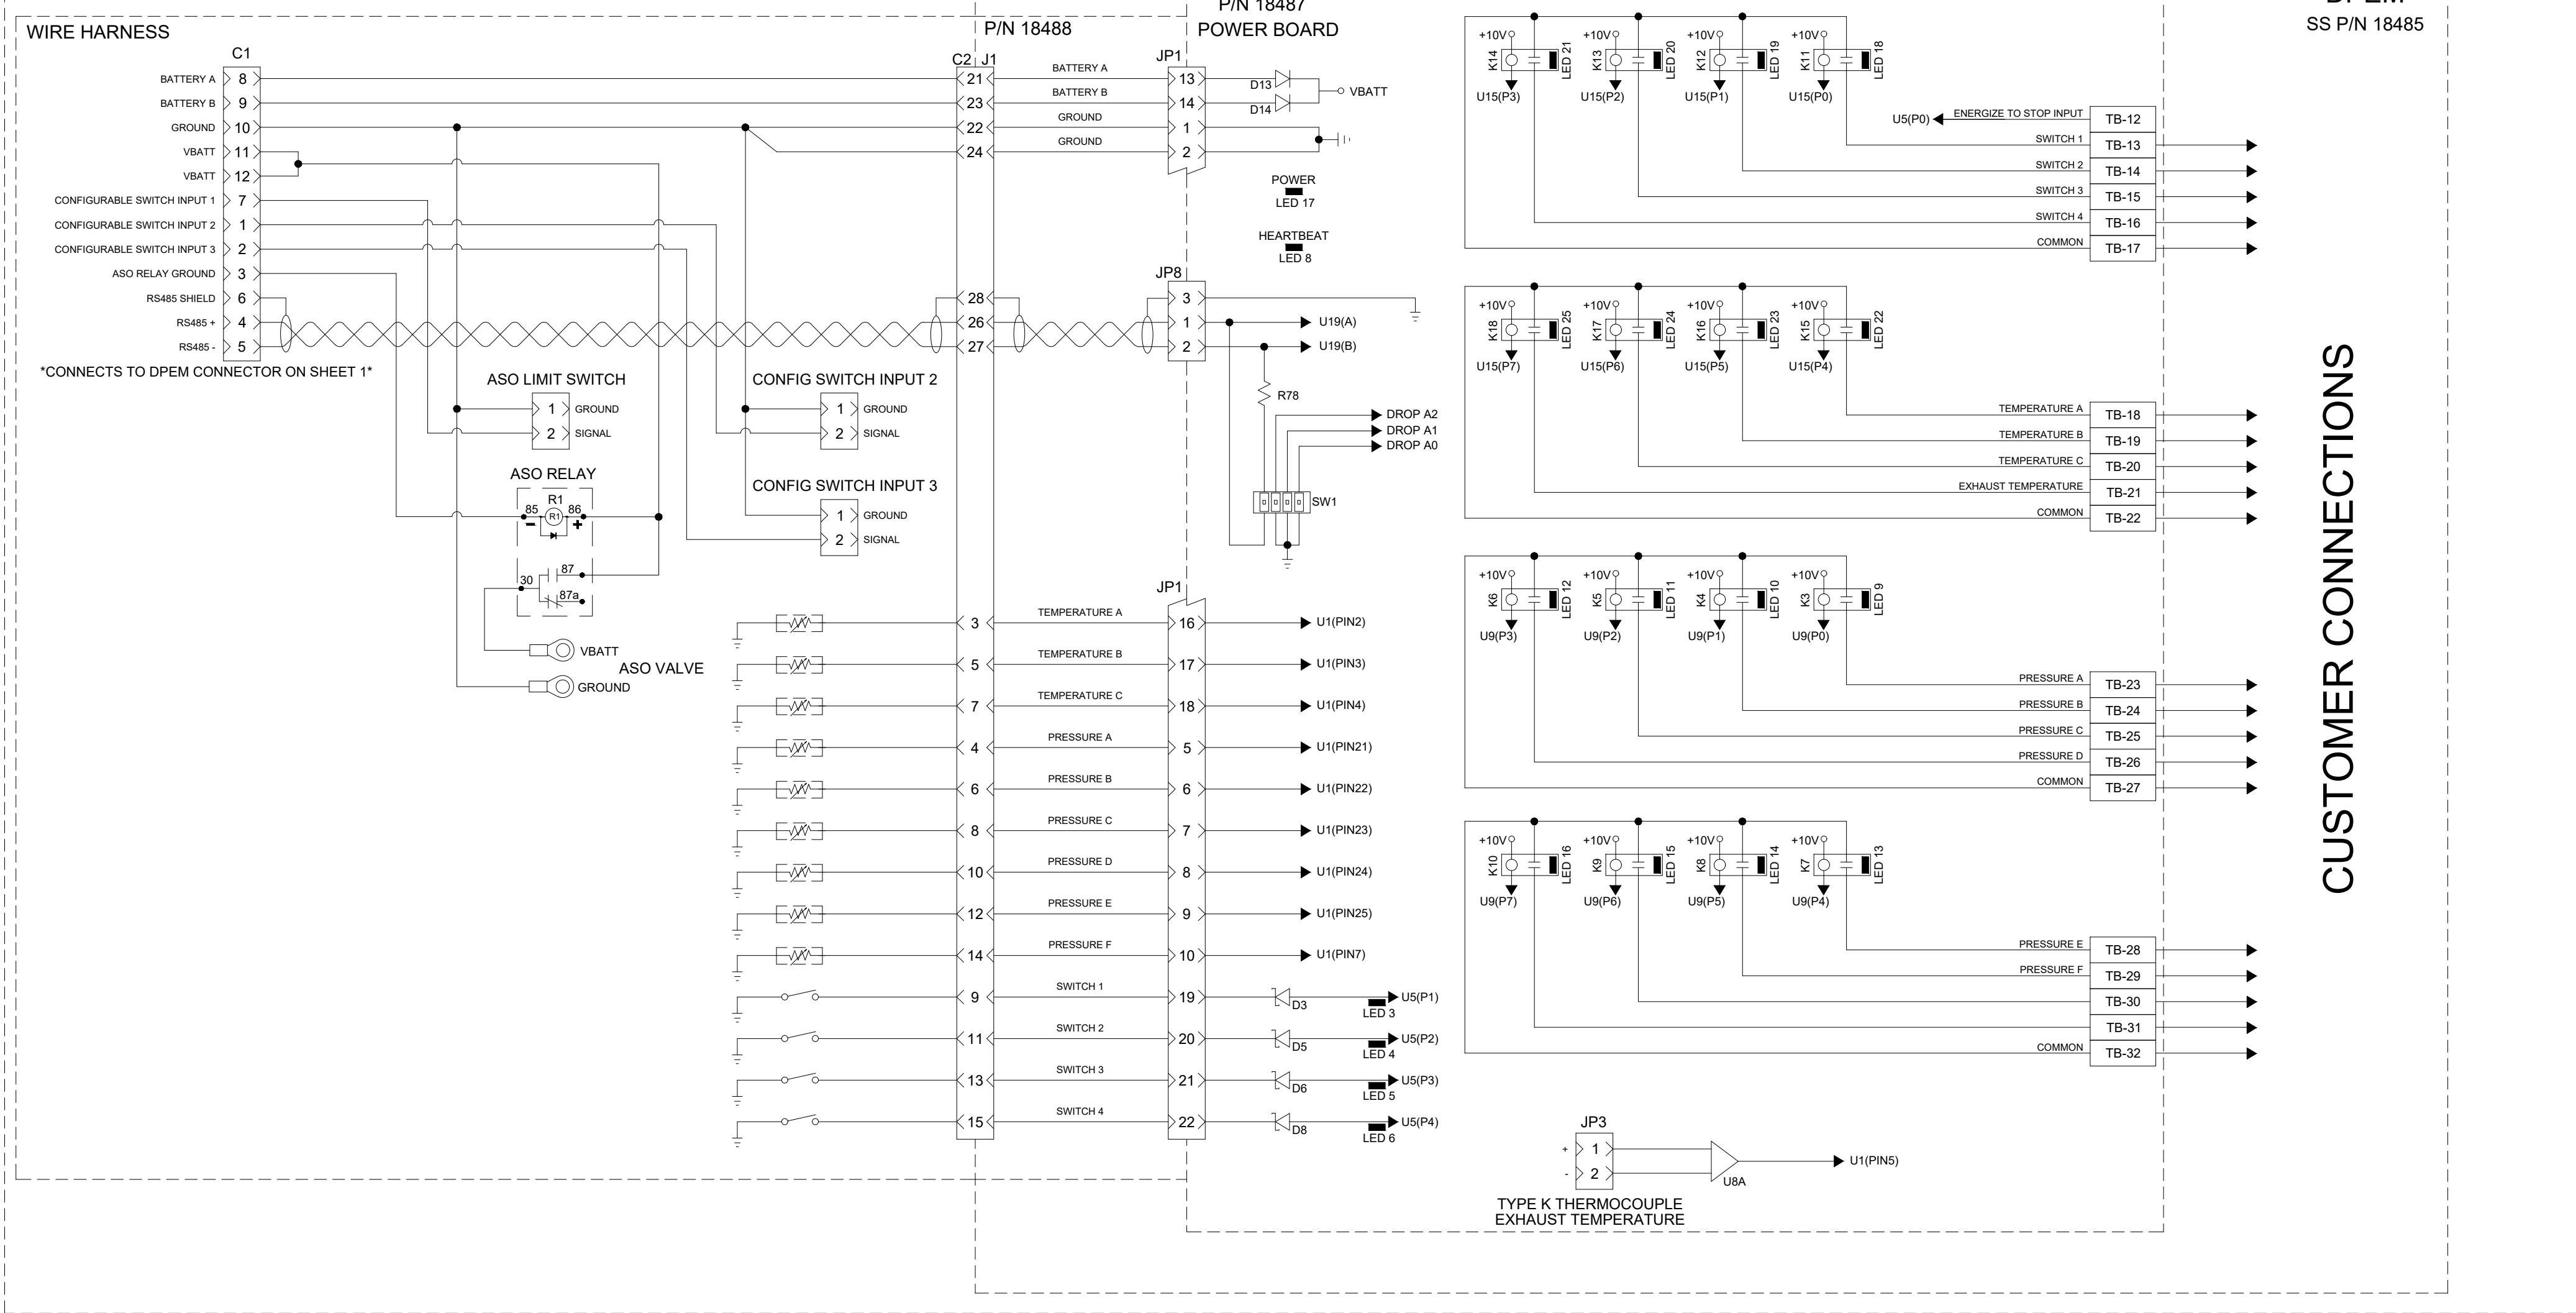 P/N 18487
DPEM
SS P/N 18485
WIRE HARNESS
P/N 18488
POWER BOARD
C1
BATTERY A 8
BATTERY B 9
GROUND 10
VBATT 11
VBATT 12
CONFIGURABLE SWITCH INPUT 1 7
CONFIGURABLE SWITCH INPUT 2 1
CONFIGURABLE SWITCH INPUT 3 2
ASO RELAY GROUND 3
RS485 SHIELD 6
RS485 + 4
RS485 - 5
*CONNECTS TO DPEM CONNECTOR ON SHEET 1*
ASO LIMIT SWITCH
1 GROUND
2 SIGNAL
CONFIG SWITCH INPUT 2
1 GROUND
2 SIGNAL
CONFIG SWITCH INPUT 3
1 GROUND
2 SIGNAL
ASO RELAY
R1
85 R1 86
- +
87
30
87a
VBATT
ASO VALVE
GROUND
C2 J1
JP1
21 BATTERY A 13
23 BATTERY B 14
22 GROUND 1
24 GROUND 2
D13
D14
VBATT
POWER
LED 17
HEARTBEAT
LED 8
JP8
28 3
26 1 U19(A)
27 2 U19(B)
R78
DROP A2
DROP A1
DROP A0
SW1
JP1
3 TEMPERATURE A 16 U1(PIN2)
5 TEMPERATURE B 17 U1(PIN3)
7 TEMPERATURE C 18 U1(PIN4)
4 PRESSURE A 5 U1(PIN21)
6 PRESSURE B 6 U1(PIN22)
8 PRESSURE C 7 U1(PIN23)
10 PRESSURE D 8 U1(PIN24)
12 PRESSURE E 9 U1(PIN25)
14 PRESSURE F 10 U1(PIN7)
9 SWITCH 1 19 D3 LED 3 U5(P1)
11 SWITCH 2 20 D5 LED 4 U5(P2)
13 SWITCH 3 21 D6 LED 5 U5(P3)
15 SWITCH 4 22 D8 LED 6 U5(P4)
+10V +10V +10V +10V
K14 LED 21 K13 LED 20 K12 LED 19 K11 LED 18
U15(P3) U15(P2) U15(P1) U15(P0)
U5(P0) ENERGIZE TO STOP INPUT TB-12
SWITCH 1 TB-13
SWITCH 2 TB-14
SWITCH 3 TB-15
SWITCH 4 TB-16
COMMON TB-17
+10V +10V +10V +10V
K18 LED 25 K17 LED 24 K16 LED 23 K15 LED 22
U15(P7) U15(P6) U15(P5) U15(P4)
TEMPERATURE A TB-18
TEMPERATURE B TB-19
TEMPERATURE C TB-20
EXHAUST TEMPERATURE TB-21
COMMON TB-22
+10V +10V +10V +10V
K6 LED 12 K5 LED 11 K4 LED 10 K3 LED 9
U9(P3) U9(P2) U9(P1) U9(P0)
PRESSURE A TB-23
PRESSURE B TB-24
PRESSURE C TB-25
PRESSURE D TB-26
COMMON TB-27
+10V +10V +10V +10V
K10 LED 16 K9 LED 15 K8 LED 14 K7 LED 13
U9(P7) U9(P6) U9(P5) U9(P4)
PRESSURE E TB-28
PRESSURE F TB-29
TB-30
TB-31
COMMON TB-32
JP3
+ 1
- 2
U8A
U1(PIN5)
TYPE K THERMOCOUPLE
EXHAUST TEMPERATURE
CUSTOMER CONNECTIONS